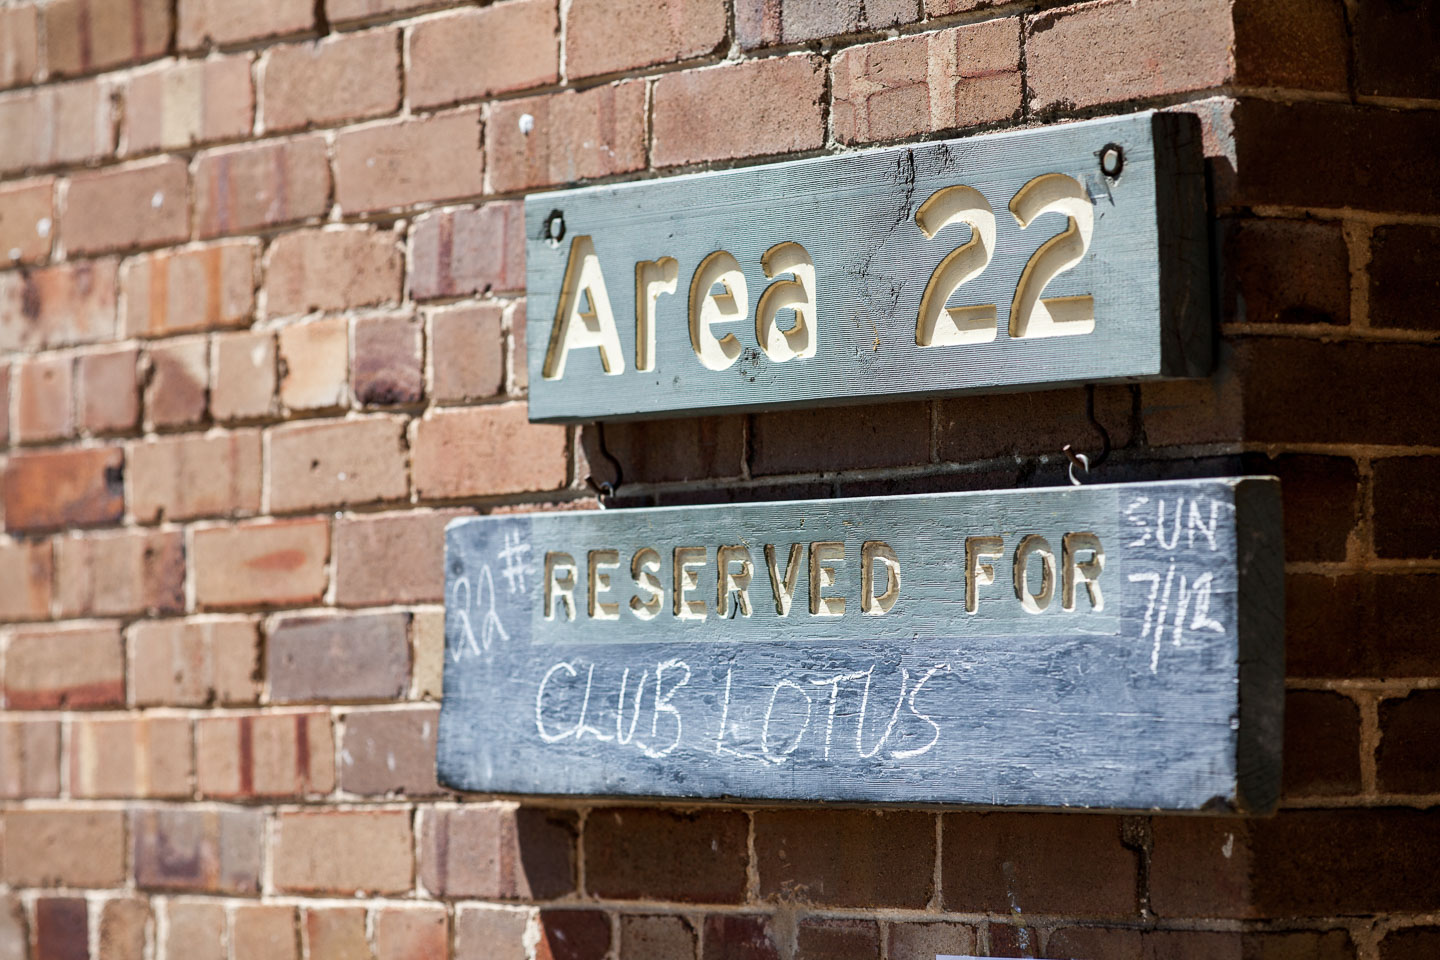 Area 22
#22
RESERVED FOR
SUN
7/12
CLUB LOTUS